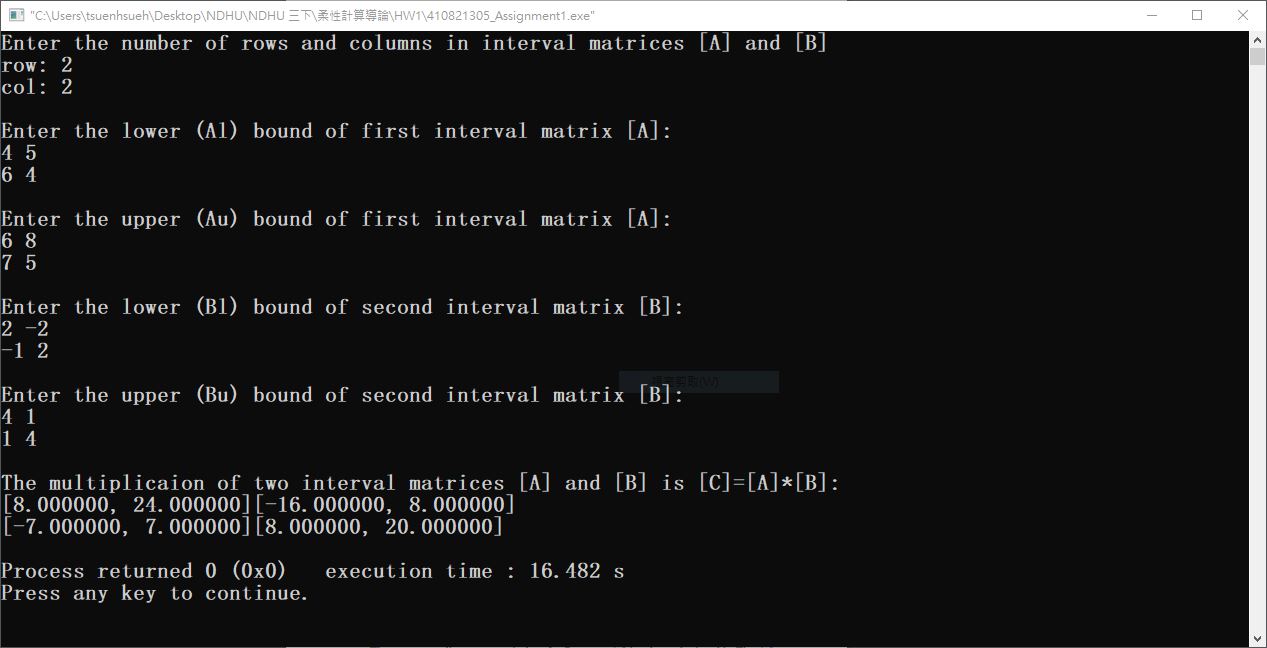 "C:\Users\tsuenhsueh\Desktop\NDHU\NDHU 三下\柔性計算導論\HW1\410821305_Assignment1.exe"
Enter the number of rows and columns in interval matrices [A] and [B]
row: 2
col: 2
Enter the lower (Al) bound of first interval matrix [A]:
4 5
6 4
Enter the upper (Au) bound of first interval matrix [A]:
6 8
7 5
Enter the lower (Bl) bound of second interval matrix [B]:
2 -2
-1 2
Enter the upper (Bu) bound of second interval matrix [B]:
4 1
1 4
The multiplicaion of two interval matrices [A] and [B] is [C]=[A]*[B]:
[8.000000, 24.000000][-16.000000, 8.000000]
[-7.000000, 7.000000][8.000000, 20.000000]
Process returned 0 (0x0)   execution time : 16.482 s
Press any key to continue.